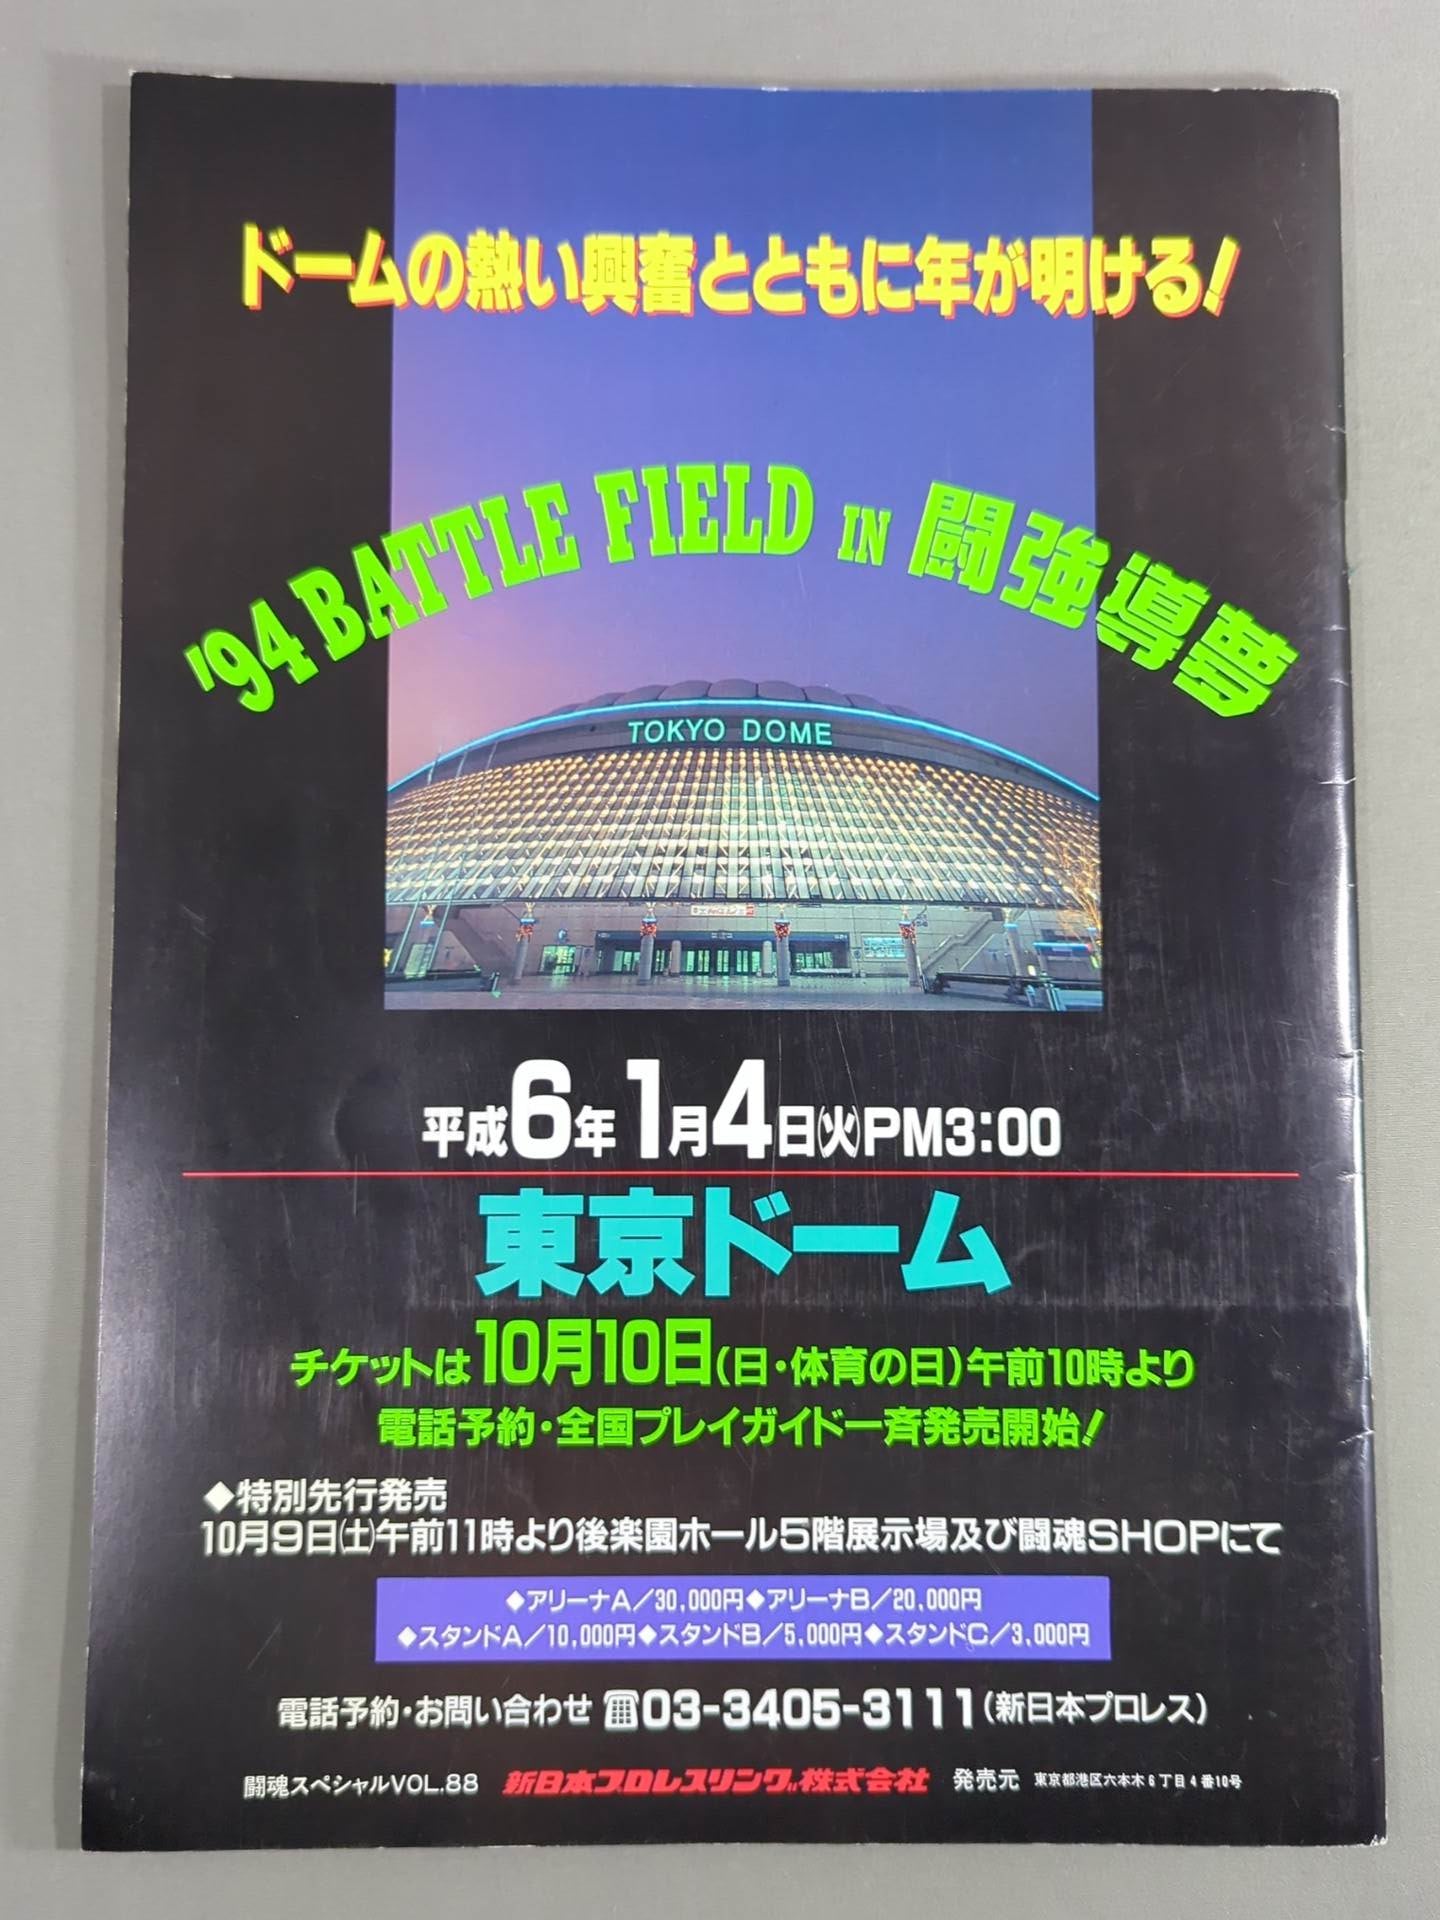 ドームの熱い興奮とともに年が明ける!
'94 BATTLE FIELD IN 闘強導夢
TOKYO DOME
平成6年1月4日㈫PM3:00
東京ドーム
チケットは10月10日(日・体育の日)午前10時より
電話予約・全国プレイガイド一斉発売開始!
◆特別先行発売
10月9日㈯午前11時より後楽園ホール5階展示場及び闘魂SHOPにて
◆アリーナA/30,000円◆アリーナB/20,000円
◆スタンドA/10,000円◆スタンドB/5,000円◆スタンドC/3,000円
電話予約・お問い合わせ ☎03-3405-3111(新日本プロレス)
闘魂スペシャルVOL.88 新日本プロレスリング株式会社 発売元 東京都港区六本木6丁目4番10号